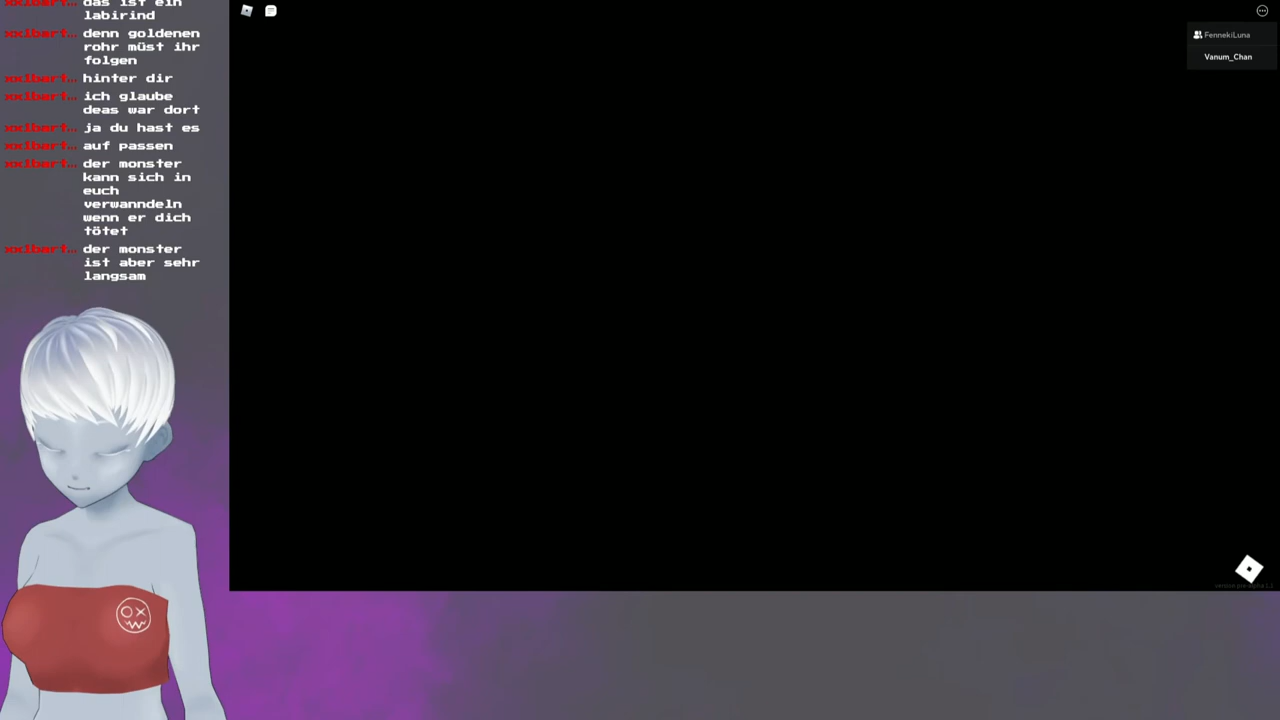 das ist ein
labirind
denn goldenen
rohr müst ihr
folgen
hinter dir
ich glaube
deas war dort
ja du hast es
auf passen
der monster
kann sich in
euch
verwanndeln
wenn er dich
tötet
der monster
ist aber sehr
langsam
FennekiLuna
Vanum_Chan